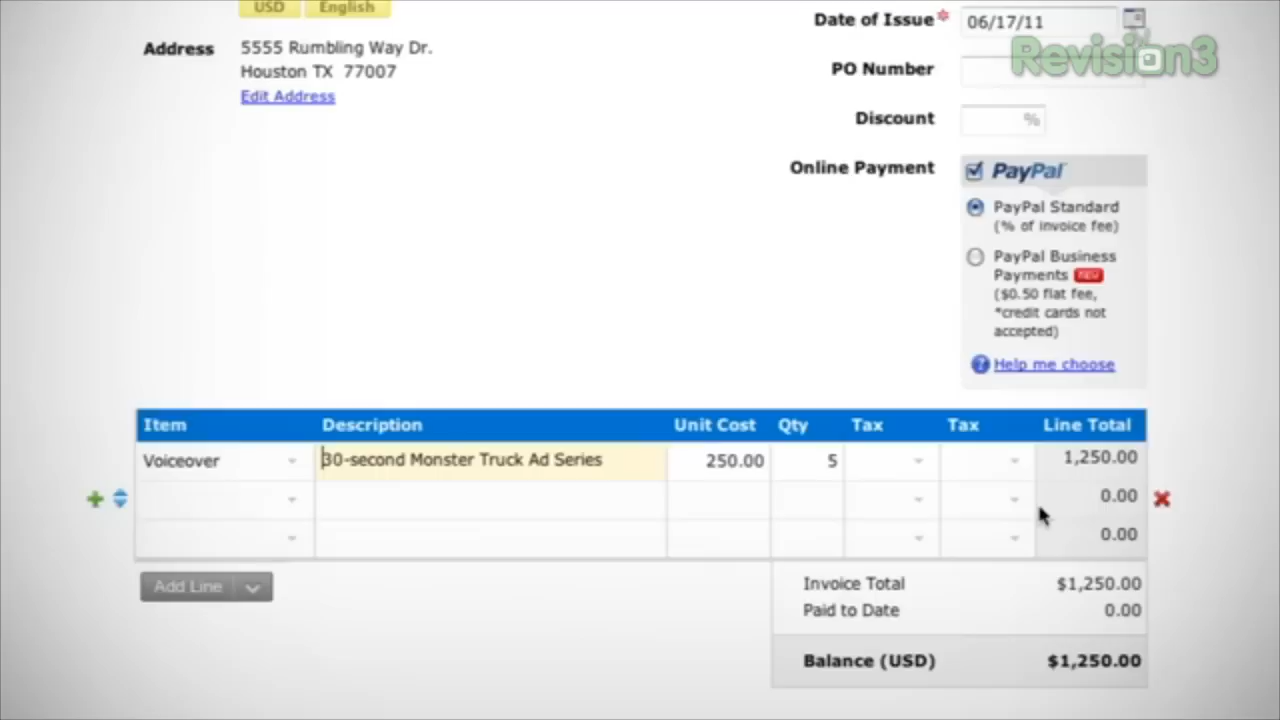 USD English
Date of Issue* 06/17/11
Revision3
Address 5555 Rumbling Way Dr.
Houston TX 77007
Edit Address
PO Number
Discount %
Online Payment PayPal
PayPal Standard
(% of invoice fee)
PayPal Business
Payments NEW
($0.50 flat fee,
*credit cards not
accepted)
? Help me choose
Item Description Unit Cost Qty Tax Tax Line Total
Voiceover 30-second Monster Truck Ad Series 250.00 5 1,250.00
0.00
0.00
Add Line
Invoice Total $1,250.00
Paid to Date 0.00
Balance (USD) $1,250.00